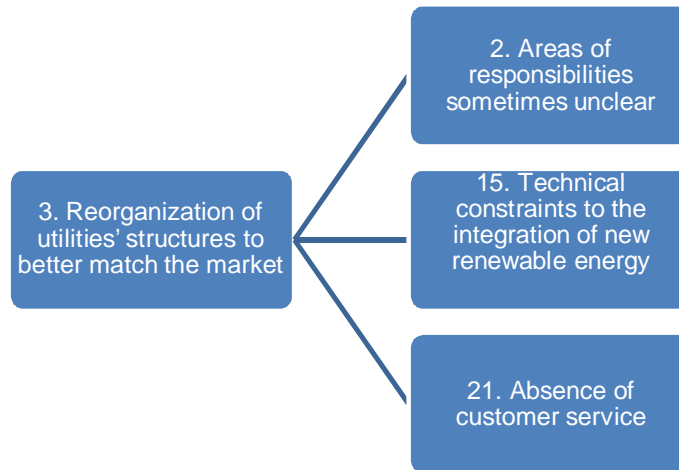 2. Areas of
responsibilities
sometimes unclear
3. Reorganization of
utilities’ structures to
better match the market
15. Technical
constraints to the
integration of new
renewable energy
21. Absence of
customer service